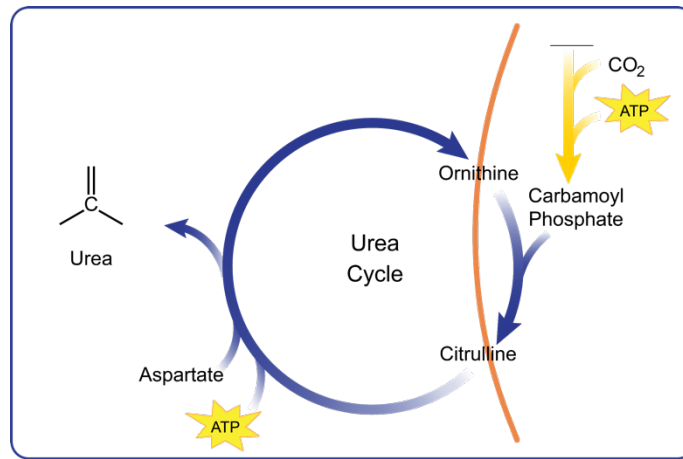 CO₂
ATP
Ornithine
Carbamoyl
Phosphate
C
Urea
Urea
Cycle
Citrulline
Aspartate
ATP